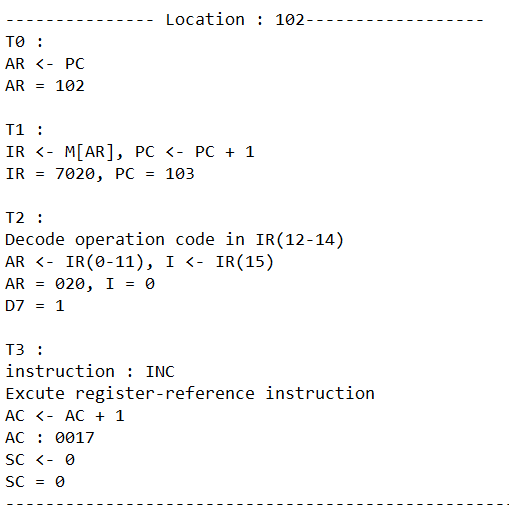 --------------- Location : 102------------------
T0 :
AR <- PC
AR = 102
T1 :
IR <- M[AR], PC <- PC + 1
IR = 7020, PC = 103
T2 :
Decode operation code in IR(12-14)
AR <- IR(0-11), I <- IR(15)
AR = 020, I = 0
D7 = 1
T3 :
instruction : INC
Excute register-reference instruction
AC <- AC + 1
AC : 0017
SC <- 0
SC = 0
---------------------------------------------------